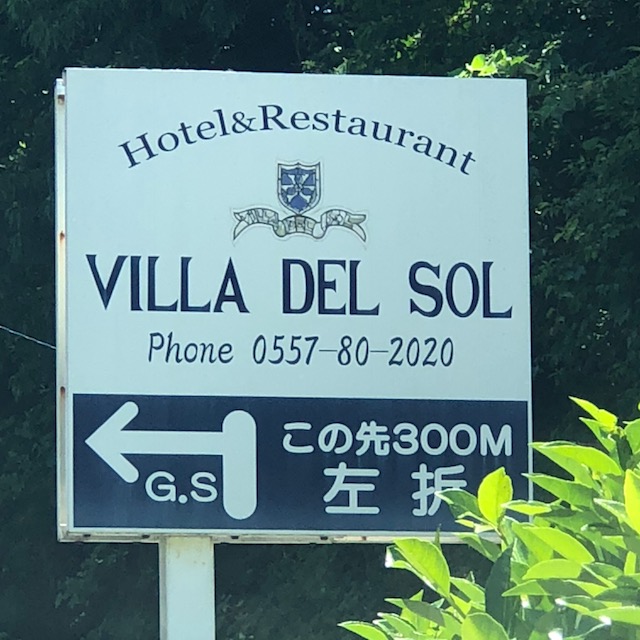 Hotel&Restaurant
VILLA DEL SOL
Phone 0557-80-2020
この先300M
G.S
左折